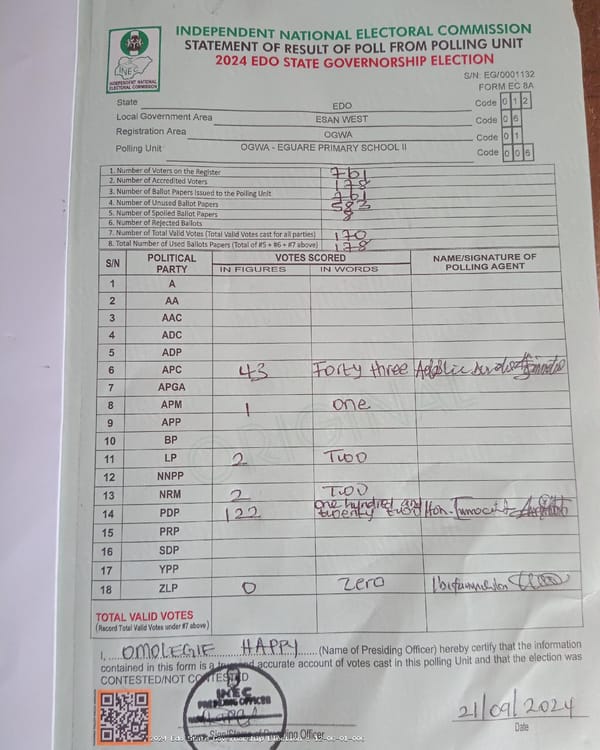 INDEPENDENT NATIONAL ELECTORAL COMMISSION
STATEMENT OF RESULT OF POLL FROM POLLING UNIT
2024 EDO STATE GOVERNORSHIP ELECTION
INEC
INDEPENDENT NATIONAL
ELECTORAL COMMISSION
S/N: EG/0001132
FORM EC 8A
State EDO Code 0 1 2
Local Government Area ESAN WEST Code 0 6
Registration Area OGWA Code 0 1
Polling Unit OGWA - EGUARE PRIMARY SCHOOL II Code 0 0 6
1. Number of Voters on the Register 761
2. Number of Accredited Voters 178
3. Number of Ballot Papers Issued to the Polling Unit 761
4. Number of Unused Ballot Papers 583
5. Number of Spoiled Ballot Papers
6. Number of Rejected Ballots 8
7. Number of Total Valid Votes (Total Valid Votes cast for all parties) 170
8. Total Number of Used Ballots Papers (Total of #5 + #6 + #7 above) 178
S/N POLITICAL PARTY VOTES SCORED NAME/SIGNATURE OF POLLING AGENT
IN FIGURES IN WORDS
1 A
2 AA
3 AAC
4 ADC
5 ADP
6 APC 43 Forty three
7 APGA
8 APM 1 one
9 APP
10 BP
11 LP 2 Two
12 NNPP
13 NRM 2 Two
14 PDP 122 one hundred and twenty two Hon.
15 PRP
16 SDP
17 YPP
18 ZLP 0 Zero
TOTAL VALID VOTES
(Record Total Valid Votes under #7 above)
I, OMOLEGIE HAPPY (Name of Presiding Officer) hereby certify that the information
contained in this form is a true and accurate account of votes cast in this polling Unit and that the election was
CONTESTED/NOT CONTESTED
INEC
PRESIDING OFFICER
21/09/2024
Sign/Stamp of Presiding Officer
Date